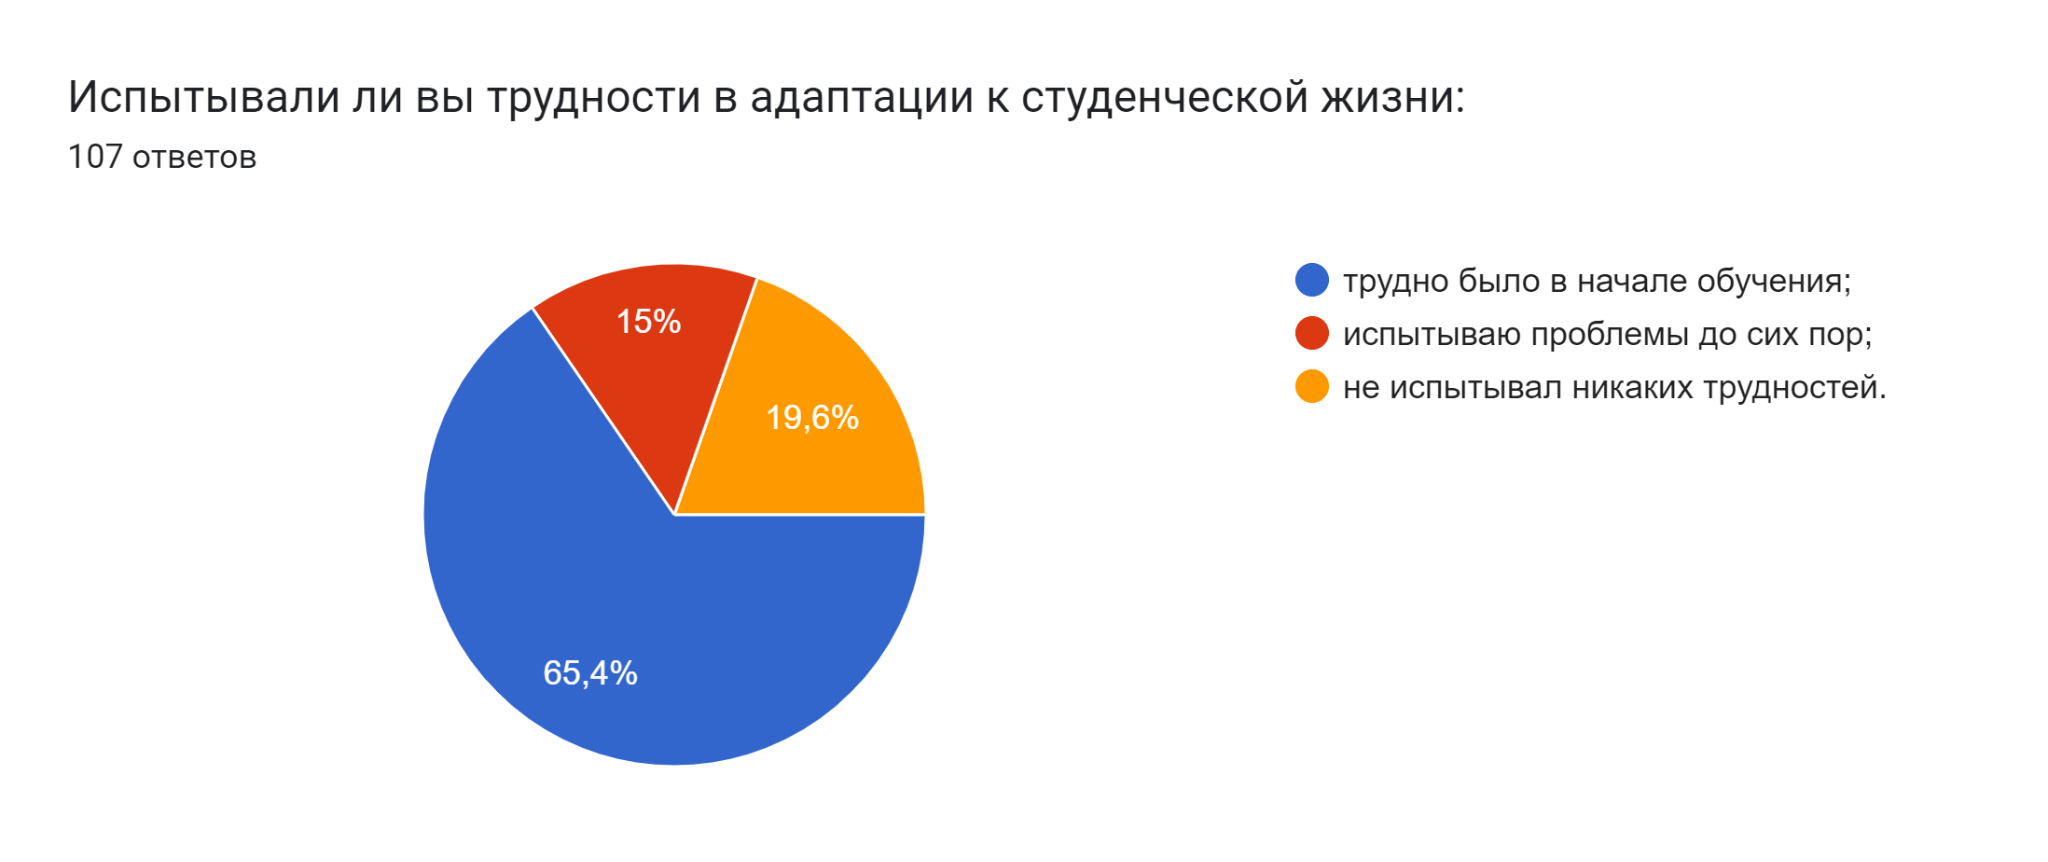 Испытывали ли вы трудности в адаптации к студенческой жизни:
107 ответов
трудно было в начале обучения;
испытываю проблемы до сих пор;
не испытывал никаких трудностей.
15%
19,6%
65,4%